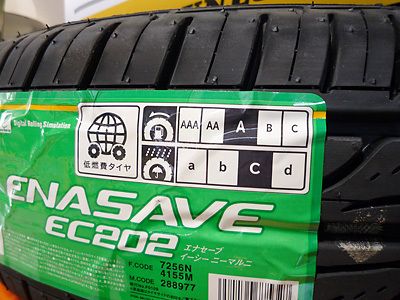 Digital Rolling Simulation
AAA AA A B C
低燃費タイヤ
a b C d
ENASAVE
EC202
エナセーブ
イーシー ニーマルニ
F.CODE 7256N
4155M
M.CODE 288977